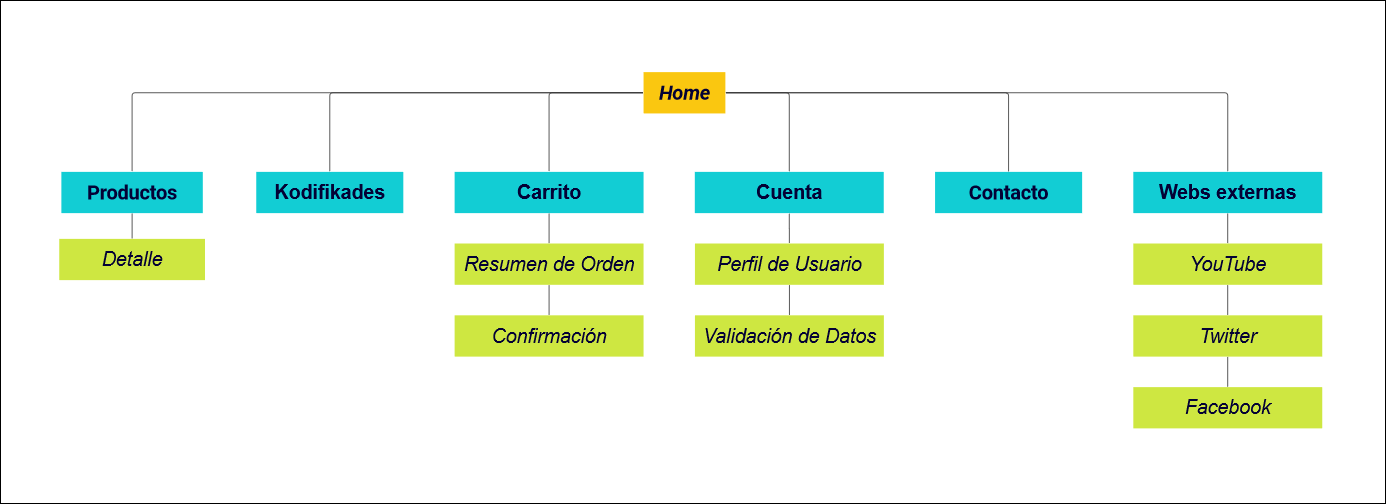 Home
Productos
Kodifikades
Carrito
Cuenta
Contacto
Webs externas
Detalle
Resumen de Orden
Perfil de Usuario
YouTube
Confirmación
Validación de Datos
Twitter
Facebook